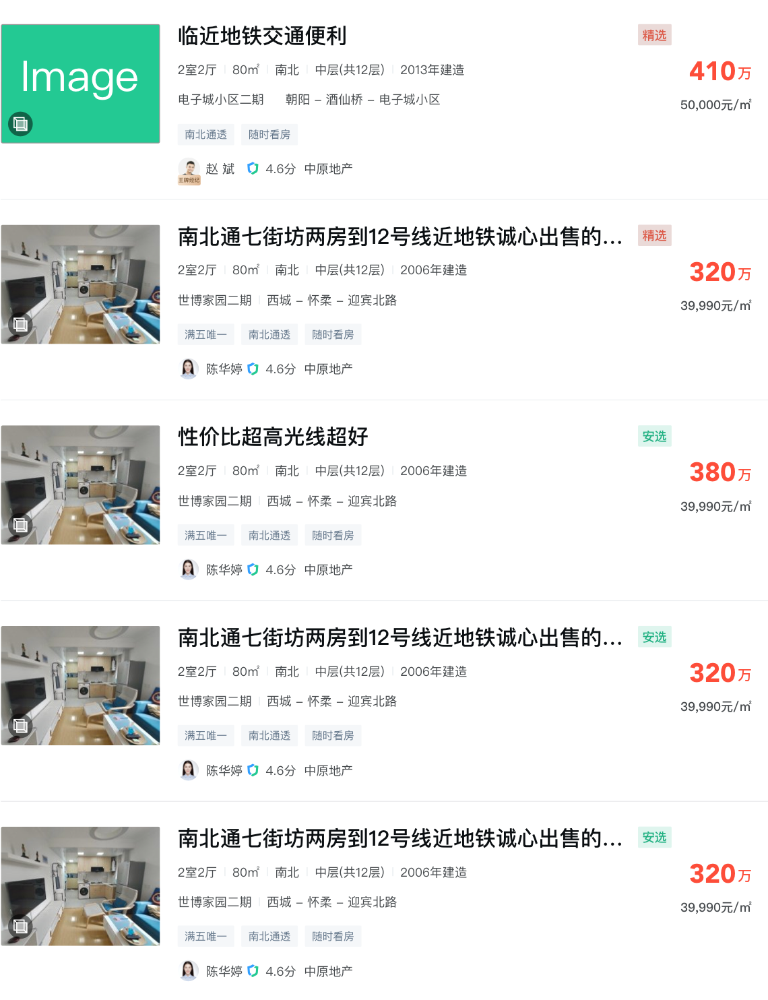 Image
临近地铁交通便利 精选
2室2厅 80㎡ 南北 中层(共12层) 2013年建造
410万
电子城小区二期 朝阳 – 酒仙桥 – 电子城小区
50,000元/㎡
南北通透 随时看房
王牌经纪
赵 斌 4.6分 中原地产
南北通七街坊两房到12号线近地铁诚心出售的... 精选
2室2厅 80㎡ 南北 中层(共12层) 2006年建造
320万
世博家园二期 西城 – 怀柔 – 迎宾北路
39,990元/㎡
满五唯一 南北通透 随时看房
陈华婷 4.6分 中原地产
性价比超高光线超好 安选
2室2厅 80㎡ 南北 中层(共12层) 2006年建造
380万
世博家园二期 西城 – 怀柔 – 迎宾北路
39,990元/㎡
满五唯一 南北通透 随时看房
陈华婷 4.6分 中原地产
南北通七街坊两房到12号线近地铁诚心出售的... 安选
2室2厅 80㎡ 南北 中层(共12层) 2006年建造
320万
世博家园二期 西城 – 怀柔 – 迎宾北路
39,990元/㎡
满五唯一 南北通透 随时看房
陈华婷 4.6分 中原地产
南北通七街坊两房到12号线近地铁诚心出售的... 安选
2室2厅 80㎡ 南北 中层(共12层) 2006年建造
320万
世博家园二期 西城 – 怀柔 – 迎宾北路
39,990元/㎡
满五唯一 南北通透 随时看房
陈华婷 4.6分 中原地产